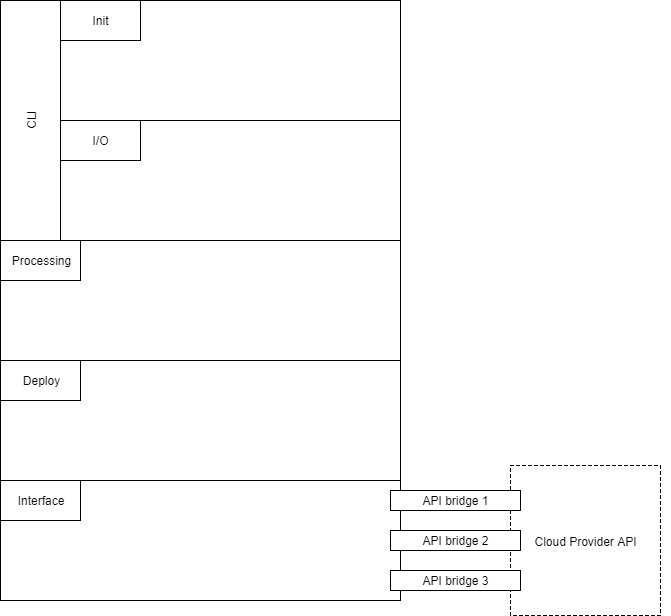 Init
CLI
I/O
Processing
Deploy
Interface
API bridge 1
API bridge 2
Cloud Provider API
API bridge 3